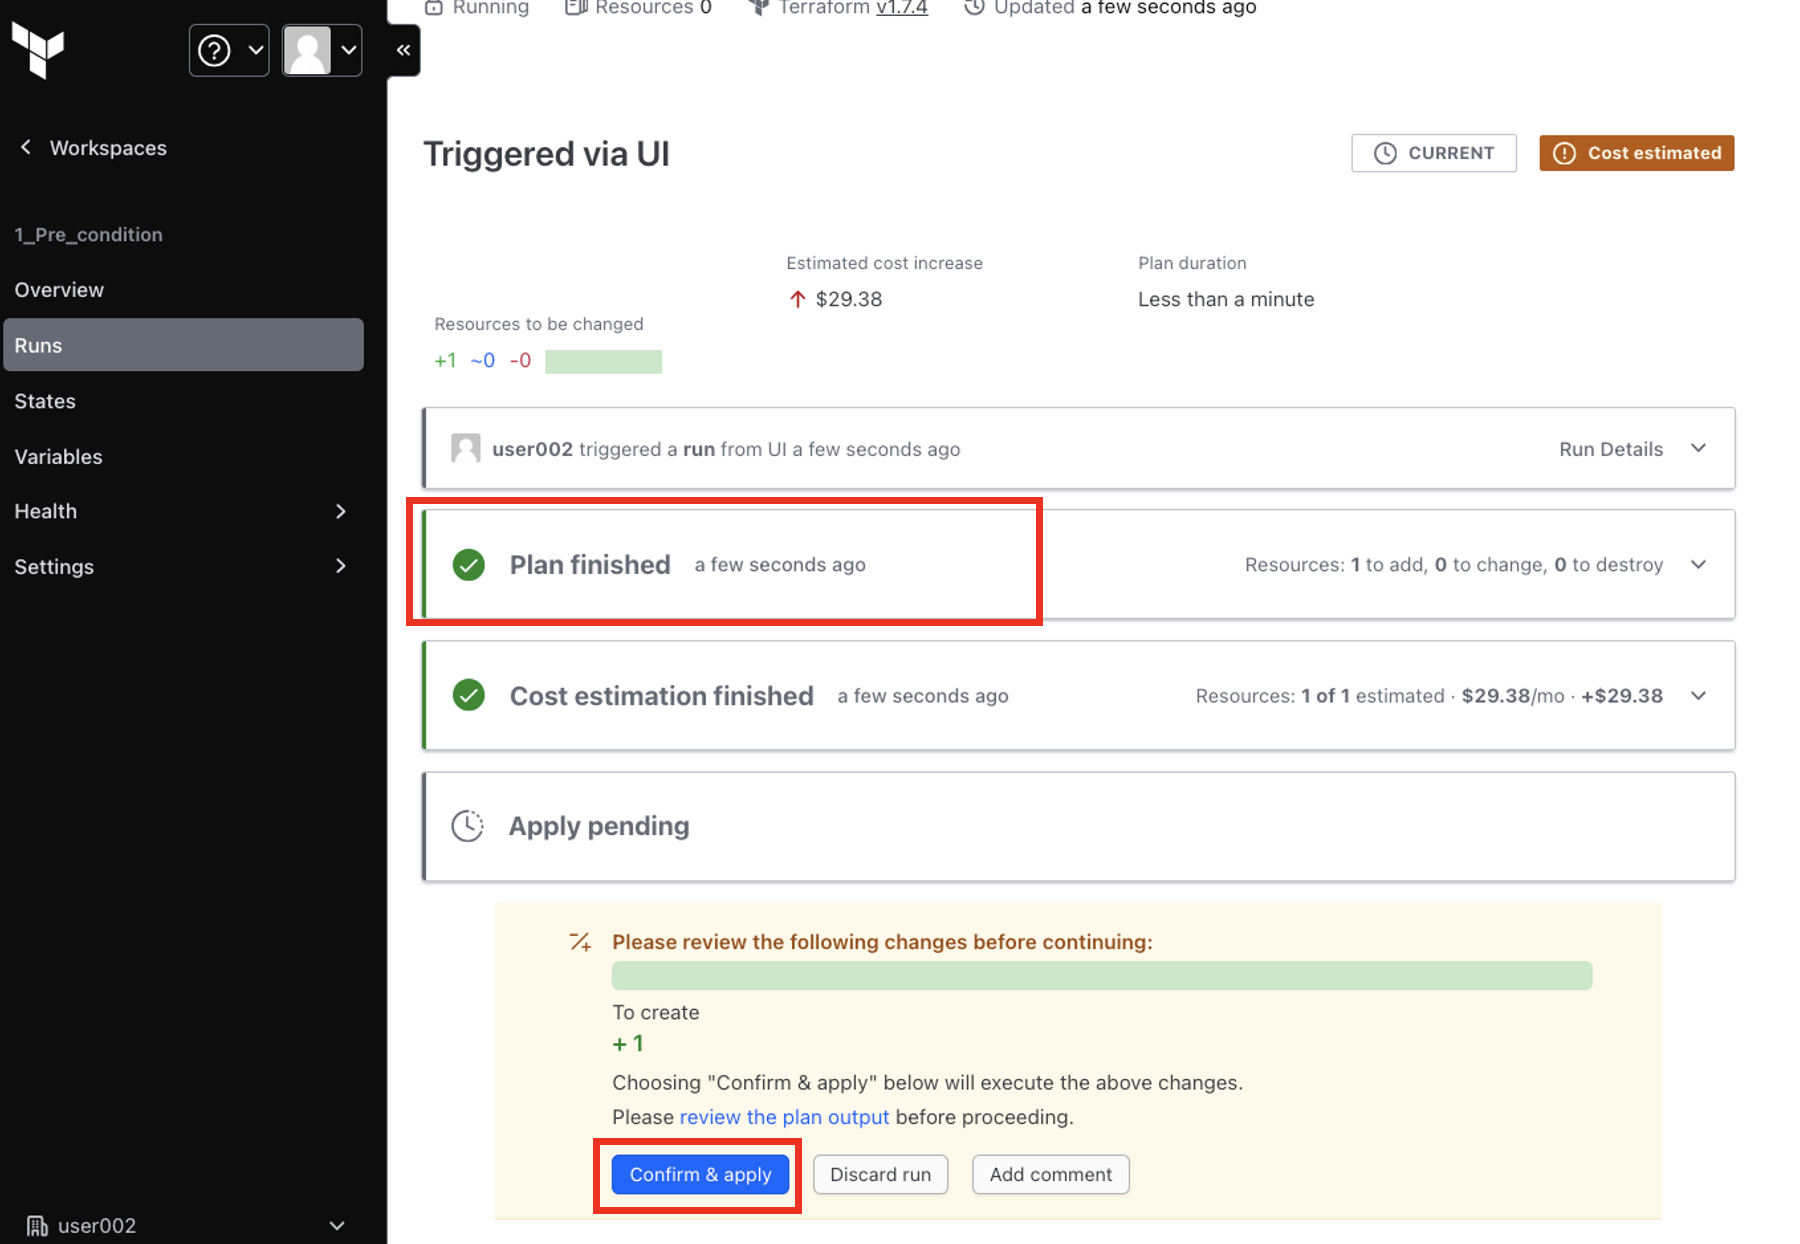 Running Resources 0 Terraform v1.7.4 Updated a few seconds ago
Workspaces
1_Pre_condition
Overview
Runs
States
Variables
Health
Settings
user002
Triggered via UI
CURRENT
Cost estimated
Resources to be changed
+1 ~0 -0
Estimated cost increase
$29.38
Plan duration
Less than a minute
user002 triggered a run from UI a few seconds ago
Run Details
Plan finished a few seconds ago
Resources: 1 to add, 0 to change, 0 to destroy
Cost estimation finished a few seconds ago
Resources: 1 of 1 estimated · $29.38/mo · +$29.38
Apply pending
Please review the following changes before continuing:
To create
+ 1
Choosing "Confirm & apply" below will execute the above changes.
Please review the plan output before proceeding.
Confirm & apply
Discard run
Add comment